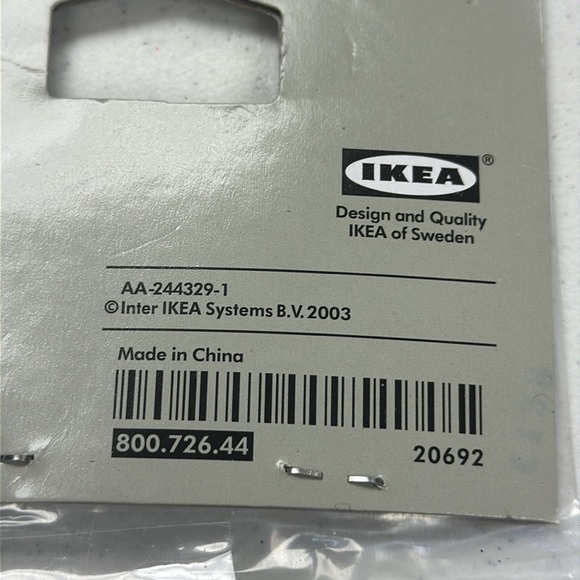 IKEA®
Design and Quality
IKEA of Sweden
AA-244329-1
©Inter IKEA Systems B.V. 2003
Made in China
800.726.44
20692